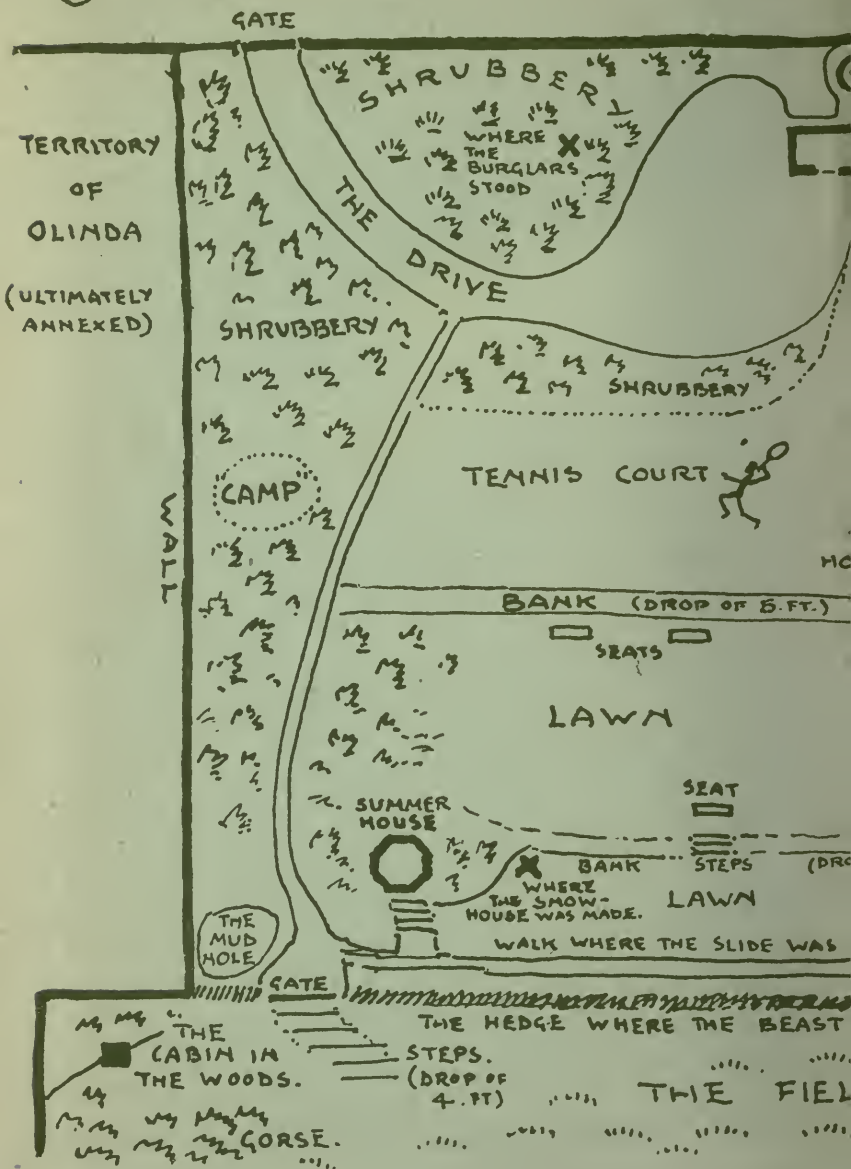 GATE
SHRUBBERY
WHERE
THE
BURGLARS
STOOD
TERRITORY
OF
OLINDA
(ULTIMATELY
ANNEXED)
THE DRIVE
SHRUBBERY
SHRUBBERY
TENNIS COURT
CAMP
WALL
HO
BANK (DROP OF 5.FT.)
SEATS
LAWN
SEAT
SUMMER
HOUSE
BANK STEPS (DRO
WHERE
THE SNOW-
HOUSE WAS MADE.
LAWN
WALK WHERE THE SLIDE WAS
THE
MUD
HOLE
GATE
THE HEDGE WHERE THE BEAST
THE
CABIN IN
THE WOODS.
STEPS.
(DROP OF
4.FT)
THE FIEL
GORSE.